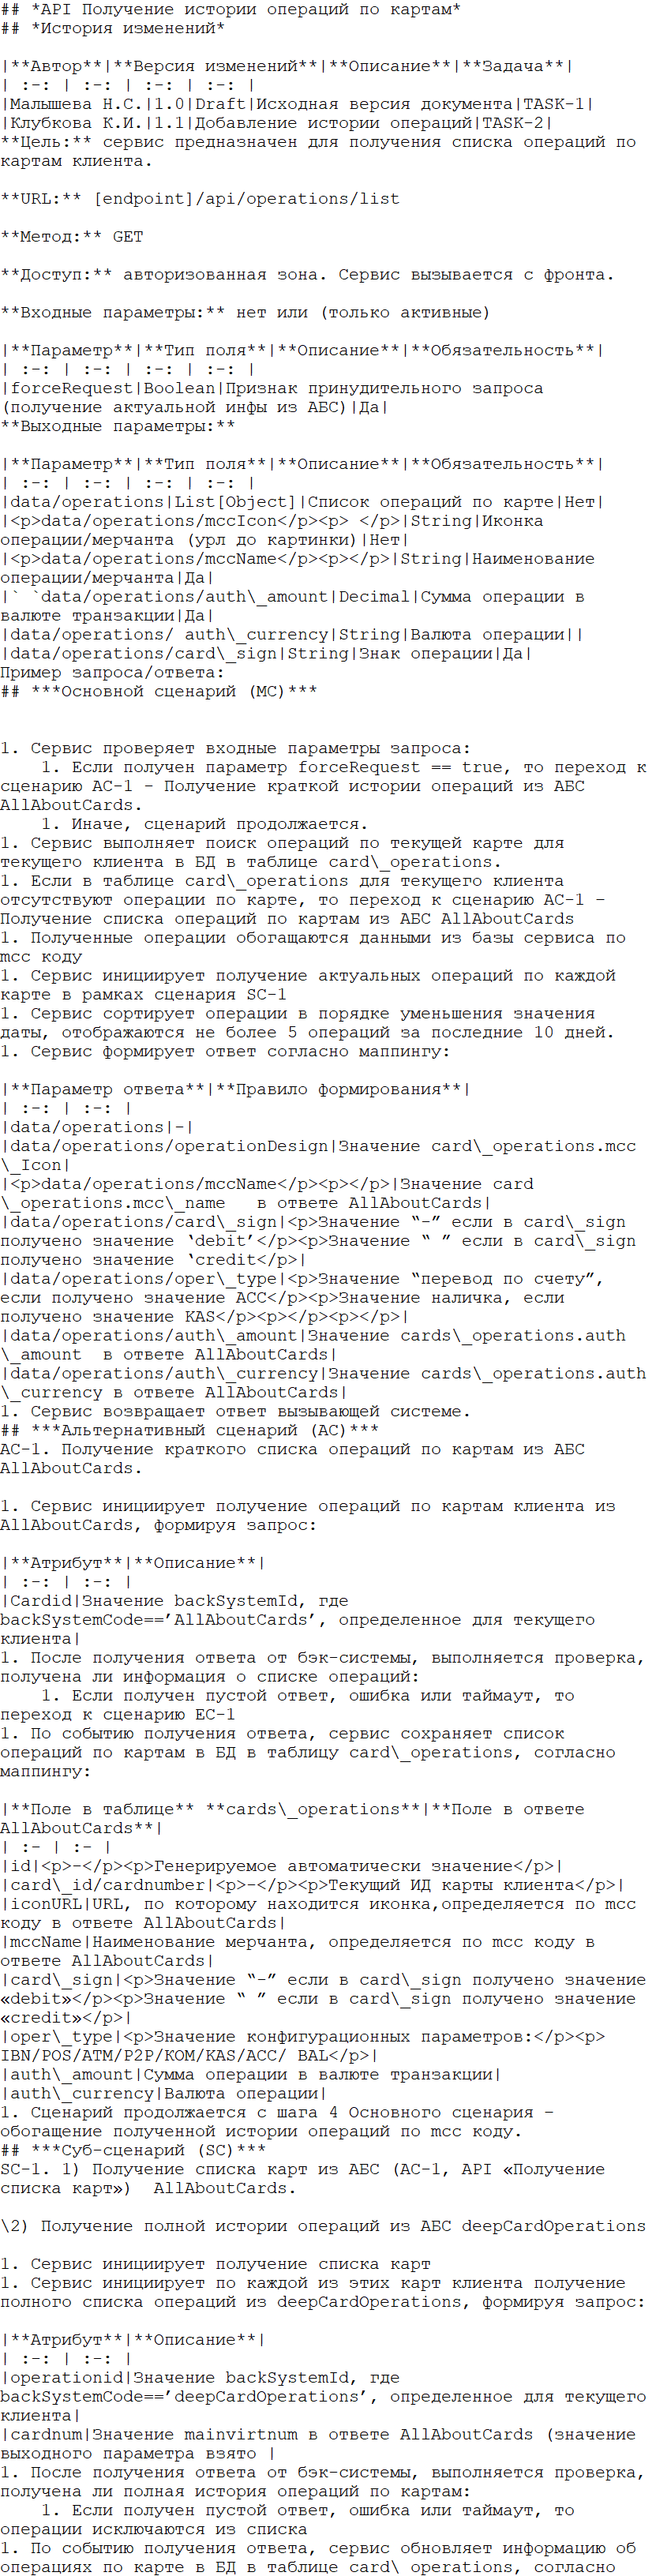 ## *API Получение истории операций по картам*
## *История изменений*
|**Автор**|**Версия изменений**|**Описание**|**Задача**|
| :-: | :-: | :-: | :-: |
|Малышева Н.С.|1.0|Draft|Исходная версия документа|TASK-1|
|Клубкова К.И.|1.1|Добавление истории операций|TASK-2|
**Цель:** сервис предназначен для получения списка операций по
картам клиента.
**URL:** [endpoint]/api/operations/list
**Метод:** GET
**Доступ:** авторизованная зона. Сервис вызывается с фронта.
**Входные параметры:** нет или (только активные)
|**Параметр**|**Тип поля**|**Описание**|**Обязательность**|
| :-: | :-: | :-: | :-: |
|forceRequest|Boolean|Признак принудительного запроса
(получение актуальной инфы из АБС)|Да|
**Выходные параметры:**
|**Параметр**|**Тип поля**|**Описание**|**Обязательность**|
| :-: | :-: | :-: | :-: |
|data/operations|List[Object]|Список операций по карте|Нет|
|<p>data/operations/mccIcon</p><p> </p>|String|Иконка
операции/мерчанта (урл до картинки)|Нет|
|<p>data/operations/mccName</p><p></p>|String|Наименование
операции/мерчанта|Да|
|` `data/operations/auth\_amount|Decimal|Сумма операции в
валюте транзакции|Да|
|data/operations/ auth\_currency|String|Валюта операции||
|data/operations/card\_sign|String|Знак операции|Да|
Пример запроса/ответа:
## ***Основной сценарий (МС)***
1. Сервис проверяет входные параметры запроса:
    1. Если получен параметр forceRequest == true, то переход к
сценарию АС-1 – Получение краткой истории операций из АБС
AllAboutCards.
    1. Иначе, сценарий продолжается.
1. Сервис выполняет поиск операций по текущей карте для
текущего клиента в БД в таблице card\_operations.
1. Если в таблице card\_operations для текущего клиента
отсутствуют операции по карте, то переход к сценарию АС-1 –
Получение списка операций по картам из АБС AllAboutCards
1. Полученные операции обогащаются данными из базы сервиса по
mcc коду
1. Сервис инициирует получение актуальных операций по каждой
карте в рамках сценария SC-1
1. Сервис сортирует операции в порядке уменьшения значения
даты, отображаются не более 5 операций за последние 10 дней.
1. Сервис формирует ответ согласно маппингу:
|**Параметр ответа**|**Правило формирования**|
| :-: | :-: |
|data/operations|-|
|data/operations/operationDesign|Значение card\_operations.mcc
\_Icon|
|<p>data/operations/mccName</p><p></p>|Значение card
\_operations.mcc\_name   в ответе AllAboutCards|
|data/operations/card\_sign|<p>Значение “-” если в card\_sign
получено значение ‘debit’</p><p>Значение “ ” если в card\_sign
получено значение ‘credit</p>|
|data/operations/oper\_type|<p>Значение “перевод по счету”,
если получено значение ACC</p><p>Значение наличка, если
получено значение KAS</p><p></p><p></p>|
|data/operations/auth\_amount|Значение cards\_operations.auth
\_amount  в ответе AllAboutCards|
|data/operations/auth\_currency|Значение cards\_operations.auth
\_currency в ответе AllAboutCards|
1. Сервис возвращает ответ вызывающей системе.
## ***Альтернативный сценарий (АС)***
АС-1. Получение краткого списка операций по картам из АБС
AllAboutCards.
1. Сервис инициирует получение операций по картам клиента из
AllAboutCards, формируя запрос:
|**Атрибут**|**Описание**|
| :-: | :-: |
|Cardid|Значение backSystemId, где
backSystemCode==’AllAboutCards’, определенное для текущего
клиента|
1. После получения ответа от бэк-системы, выполняется проверка,
получена ли информация о списке операций:
    1. Если получен пустой ответ, ошибка или таймаут, то
переход к сценарию ЕС-1
1. По событию получения ответа, сервис сохраняет список
операций по картам в БД в таблицу card\_operations, согласно
маппингу:
|**Поле в таблице** **cards\_operations**|**Поле в ответе
AllAboutCards**|
| :- | :- |
|id|<p>-</p><p>Генерируемое автоматически значение</p>|
|card\_id/cardnumber|<p>-</p><p>Текущий ИД карты клиента</p>|
|iconURL|URL, по которому находится иконка,определяется по mcc
коду в ответе AllAboutCards|
|mccName|Наименование мерчанта, определяется по mcc коду в
ответе AllAboutCards|
|card\_sign|<p>Значение “-” если в card\_sign получено значение
«debit»</p><p>Значение “ ” если в card\_sign получено значение
«credit»</p>|
|oper\_type|<p>Значение конфигурационных параметров:</p><p>
IBN/POS/ATM/P2P/KOM/KAS/ACC/ BAL</p>|
|auth\_amount|Сумма операции в валюте транзакции|
|auth\_currency|Валюта операции|
1. Сценарий продолжается с шага 4 Основного сценария –
обогащение полученной истории операций по mcc коду.
## ***Суб-сценарий (SC)***
SC-1. 1) Получение списка карт из АБС (АС-1, API «Получение
списка карт»)  AllAboutCards.
\2) Получение полной истории операций из АБС deepCardOperations
1. Сервис инициирует получение списка карт
1. Сервис инициирует по каждой из этих карт клиента получение
полного списка операций из deepCardOperations, формируя запрос:
|**Атрибут**|**Описание**|
| :-: | :-: |
|operationid|Значение backSystemId, где
backSystemCode==’deepCardOperations’, определенное для текущего
клиента|
|cardnum|Значение mainvirtnum в ответе AllAboutCards (значение
выходного параметра взято |
1. После получения ответа от бэк-системы, выполняется проверка,
получена ли полная история операций по картам:
    1. Если получен пустой ответ, ошибка или таймаут, то
операции исключаются из списка
1. По событию получения ответа, сервис обновляет информацию об
операциях по карте в БД в таблице card\_operations, согласно